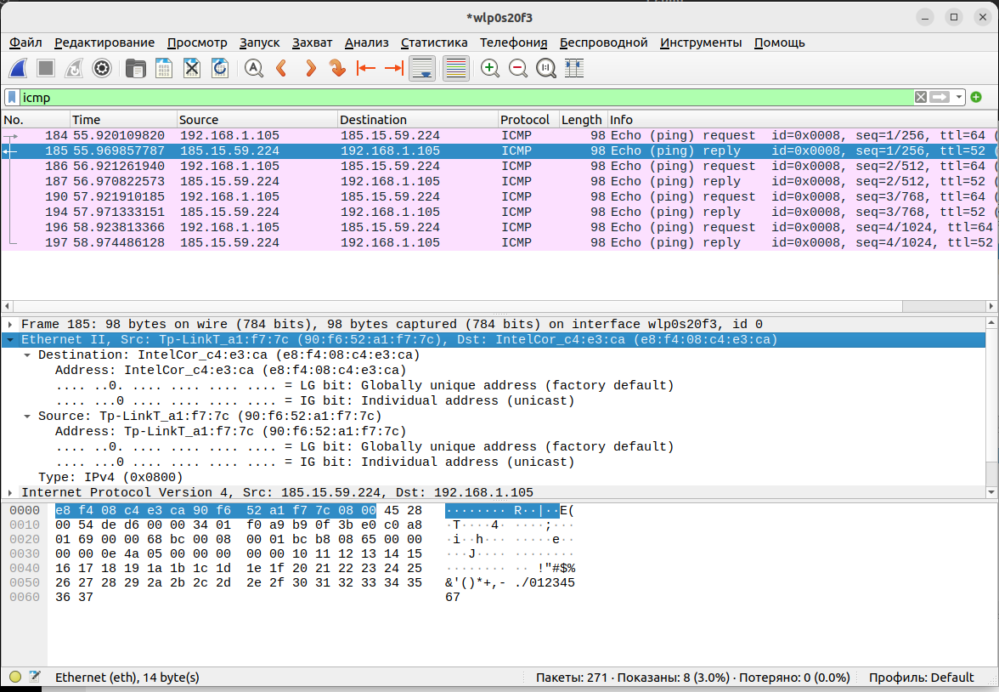 *wlp0s20f3
Файл Редактирование Просмотр Запуск Захват Анализ Статистика Телефония Беспроводной Инструменты Помощь
icmp
No. Time Source Destination Protocol Length Info
184 55.920109820 192.168.1.105 185.15.59.224 ICMP 98 Echo (ping) request id=0x0008, seq=1/256, ttl=64 (
185 55.969857787 185.15.59.224 192.168.1.105 ICMP 98 Echo (ping) reply id=0x0008, seq=1/256, ttl=52 (
186 56.921261940 192.168.1.105 185.15.59.224 ICMP 98 Echo (ping) request id=0x0008, seq=2/512, ttl=64 (
187 56.970822573 185.15.59.224 192.168.1.105 ICMP 98 Echo (ping) reply id=0x0008, seq=2/512, ttl=52 (
190 57.921910185 192.168.1.105 185.15.59.224 ICMP 98 Echo (ping) request id=0x0008, seq=3/768, ttl=64 (
194 57.971333151 185.15.59.224 192.168.1.105 ICMP 98 Echo (ping) reply id=0x0008, seq=3/768, ttl=52 (
196 58.923813366 192.168.1.105 185.15.59.224 ICMP 98 Echo (ping) request id=0x0008, seq=4/1024, ttl=64
197 58.974486128 185.15.59.224 192.168.1.105 ICMP 98 Echo (ping) reply id=0x0008, seq=4/1024, ttl=52
Frame 185: 98 bytes on wire (784 bits), 98 bytes captured (784 bits) on interface wlp0s20f3, id 0
Ethernet II, Src: Tp-LinkT_a1:f7:7c (90:f6:52:a1:f7:7c), Dst: IntelCor_c4:e3:ca (e8:f4:08:c4:e3:ca)
Destination: IntelCor_c4:e3:ca (e8:f4:08:c4:e3:ca)
Address: IntelCor_c4:e3:ca (e8:f4:08:c4:e3:ca)
.... ..0. .... .... .... .... = LG bit: Globally unique address (factory default)
.... ...0 .... .... .... .... = IG bit: Individual address (unicast)
Source: Tp-LinkT_a1:f7:7c (90:f6:52:a1:f7:7c)
Address: Tp-LinkT_a1:f7:7c (90:f6:52:a1:f7:7c)
.... ..0. .... .... .... .... = LG bit: Globally unique address (factory default)
.... ...0 .... .... .... .... = IG bit: Individual address (unicast)
Type: IPv4 (0x0800)
Internet Protocol Version 4, Src: 185.15.59.224, Dst: 192.168.1.105
0000 e8 f4 08 c4 e3 ca 90 f6 52 a1 f7 7c 08 00 45 28 ········ R··|··E(
0010 00 54 de d6 00 00 34 01 f0 a9 b9 0f 3b e0 c0 a8 ·T····4· ····;···
0020 01 69 00 00 68 bc 00 08 00 01 bc b8 08 65 00 00 ·i··h··· ·····e··
0030 00 00 0e 4a 05 00 00 00 00 00 10 11 12 13 14 15 ···J···· ········
0040 16 17 18 19 1a 1b 1c 1d 1e 1f 20 21 22 23 24 25 ········ ·· !"#$%
0050 26 27 28 29 2a 2b 2c 2d 2e 2f 30 31 32 33 34 35 &'()*+,- ./012345
0060 36 37 67
Ethernet (eth), 14 byte(s) Пакеты: 271 · Показаны: 8 (3.0%) · Потеряно: 0 (0.0%) Профиль: Default